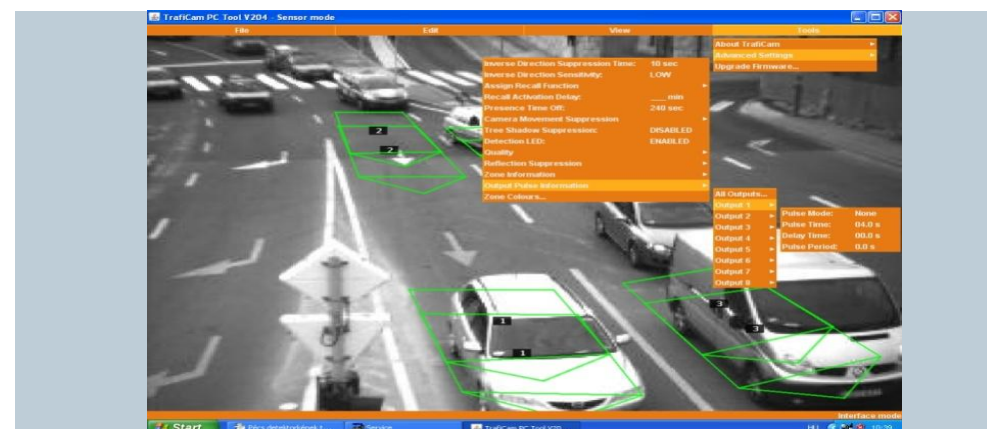 TrafiCam PC Tool V204 - Sensor mode
File Edit View Tools
About TrafiCam
Advanced Settings
Upgrade Firmware...
Inverse Direction Suppression Time: 10 sec
Inverse Direction Sensitivity: LOW
Assign Recall Function
Recall Activation Delay: ___ min
Presence Time Off: 240 sec
Camera Movement Suppression
Tree Shadow Suppression: DISABLED
Detection LED: ENABLED
Quality
Reflection Suppression
Zone Information
Output Pulse Information
Zone Colours...
All Outputs...
Output 1
Output 2
Output 3
Output 4
Output 5
Output 6
Output 7
Output 8
Pulse Mode: None
Pulse Time: 04.0 s
Delay Time: 00.0 s
Pulse Period: 0.0 s
2
2
1
1
3
3
Interface mode
Start
Service
TrafiCam PC Tool V20
HU
10:29